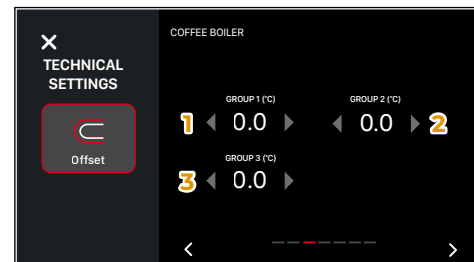 COFFEE BOILER
TECHNICAL
SETTINGS
Offset
GROUP 1 (°C)
GROUP 2 (°C)
1 0.0
0.0 2
GROUP 3 (°C)
3 0.0